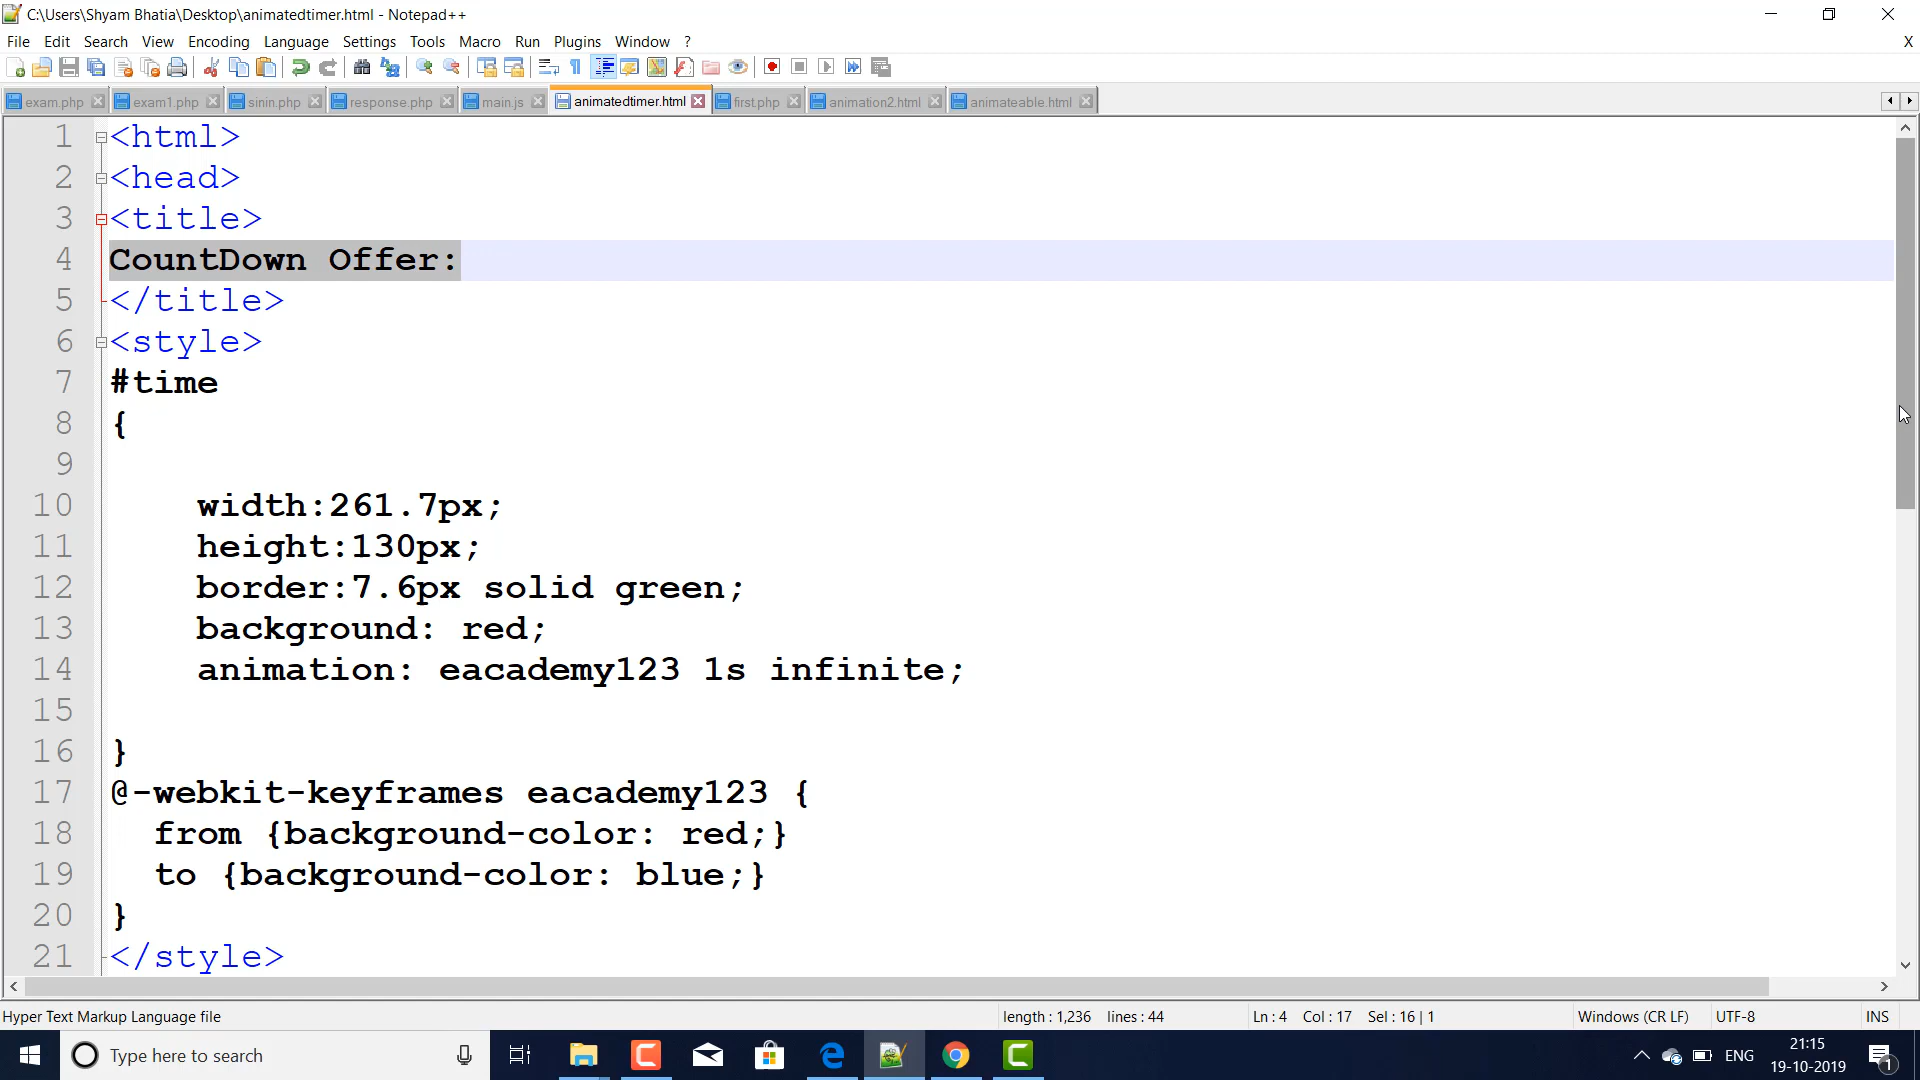 C:\Users\Shyam Bhatia\Desktop\animatedtimer.html - Notepad++
File Edit Search View Encoding Language Settings Tools Macro Run Plugins Window ? X
exam.php exam1.php sinin.php response.php main.js animatedtimer.html first.php animation2.html animateable.html
1 <html>
2 <head>
3 <title>
4 CountDown Offer:
5 </title>
6 <style>
7 #time
8 {
9
10 width:261.7px;
11 height:130px;
12 border:7.6px solid green;
13 background: red;
14 animation: eacademy123 1s infinite;
15
16 }
17 @-webkit-keyframes eacademy123 {
18 from {background-color: red;}
19 to {background-color: blue;}
20 }
21 </style>
Hyper Text Markup Language file length : 1,236 lines : 44 Ln : 4 Col : 17 Sel : 16 | 1 Windows (CR LF) UTF-8 INS
Type here to search ENG 21:15
19-10-2019 1